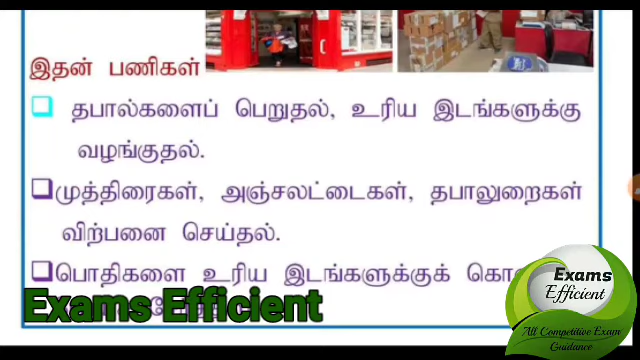 இதன் பணிகள்
தபால்களைப் பெறுதல், உரிய இடங்களுக்கு
வழங்குதல்.
முத்திரைகள், அஞ்சலட்டைகள், தபாலுறைகள்
விற்பனை செய்தல்.
பொதிகளை உரிய இடங்களுக்குக்
Exams Efficient
Exams
Efficient
All Competitive Exam
Guidance